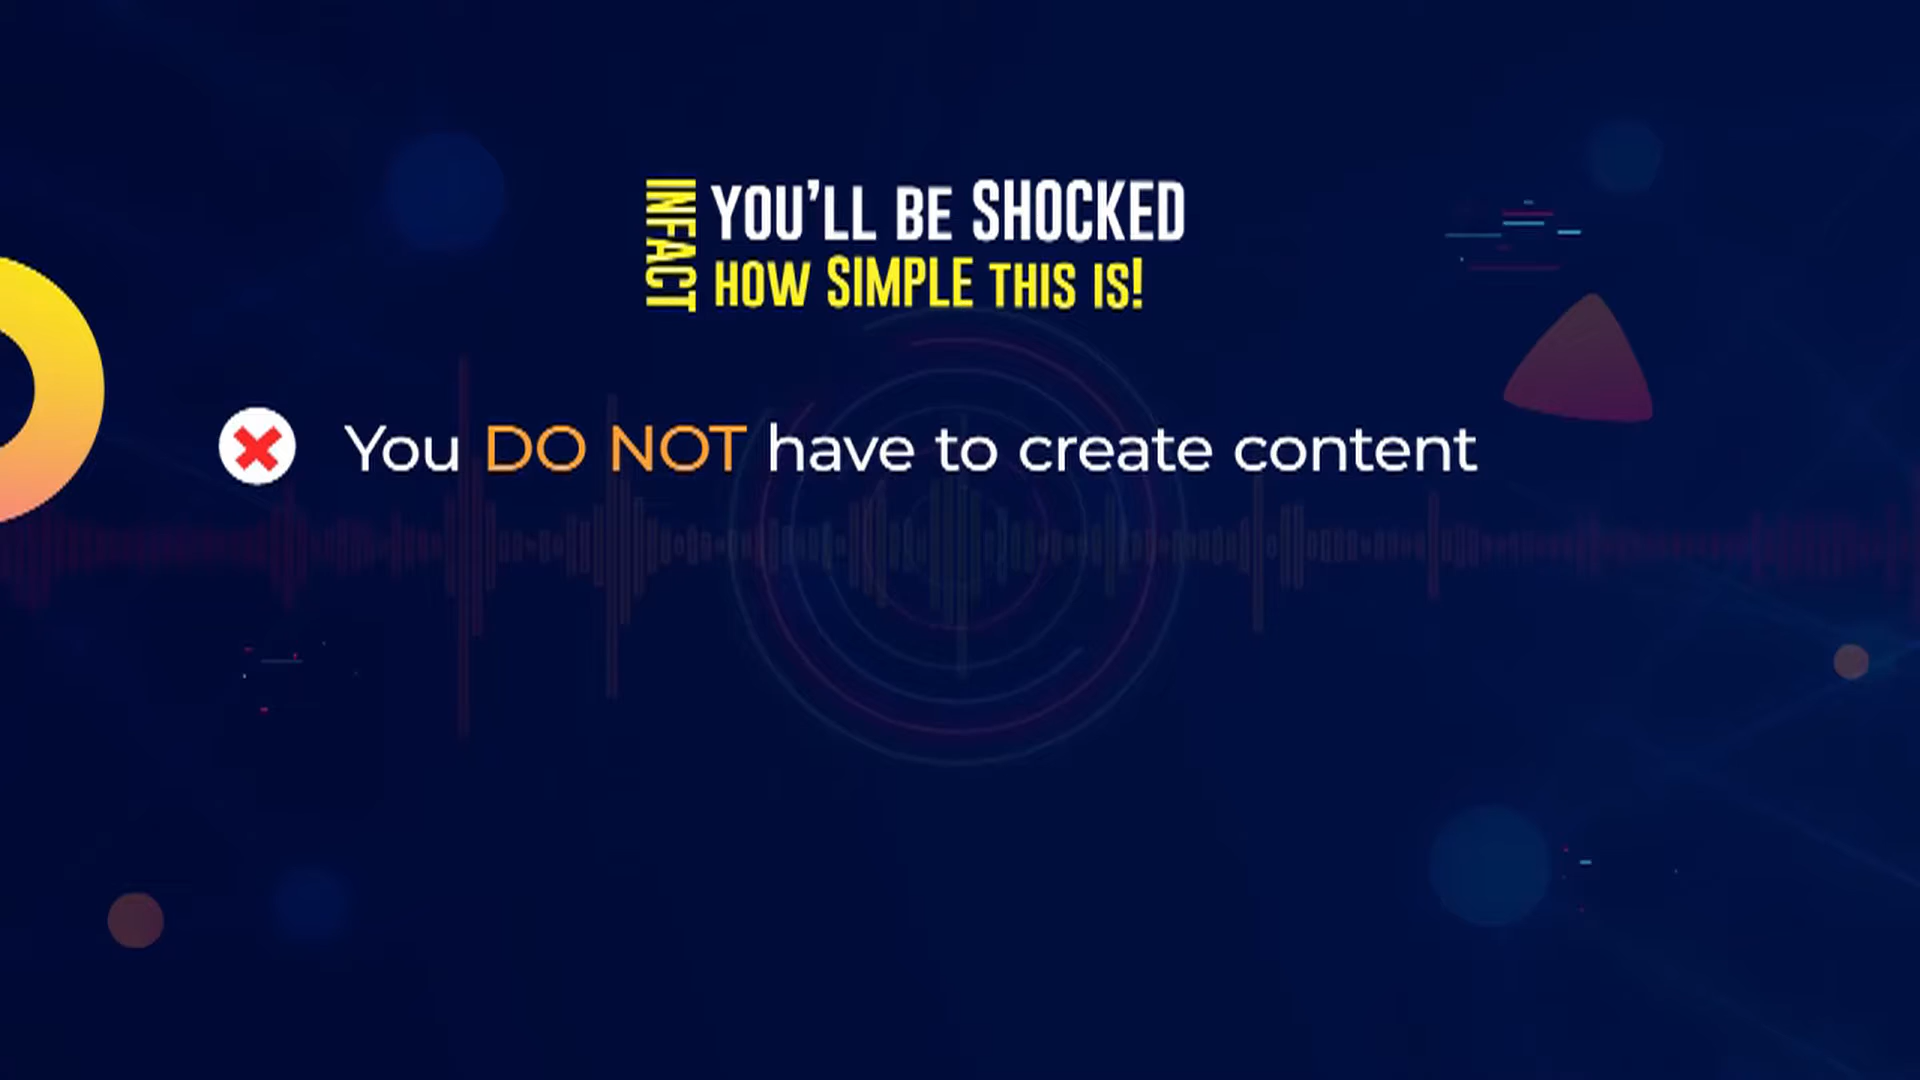 INFACT
YOU'LL BE SHOCKED
HOW SIMPLE THIS IS!
You DO NOT have to create content